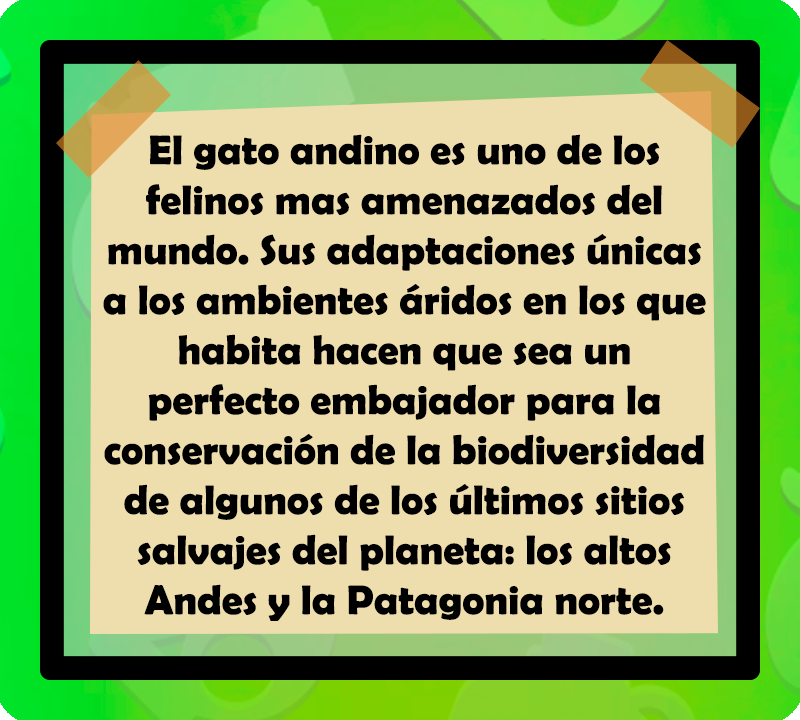 El gato andino es uno de los
felinos mas amenazados del
mundo. Sus adaptaciones únicas
a los ambientes áridos en los que
habita hacen que sea un
perfecto embajador para la
conservación de la biodiversidad
de algunos de los últimos sitios
salvajes del planeta: los altos
Andes y la Patagonia norte.